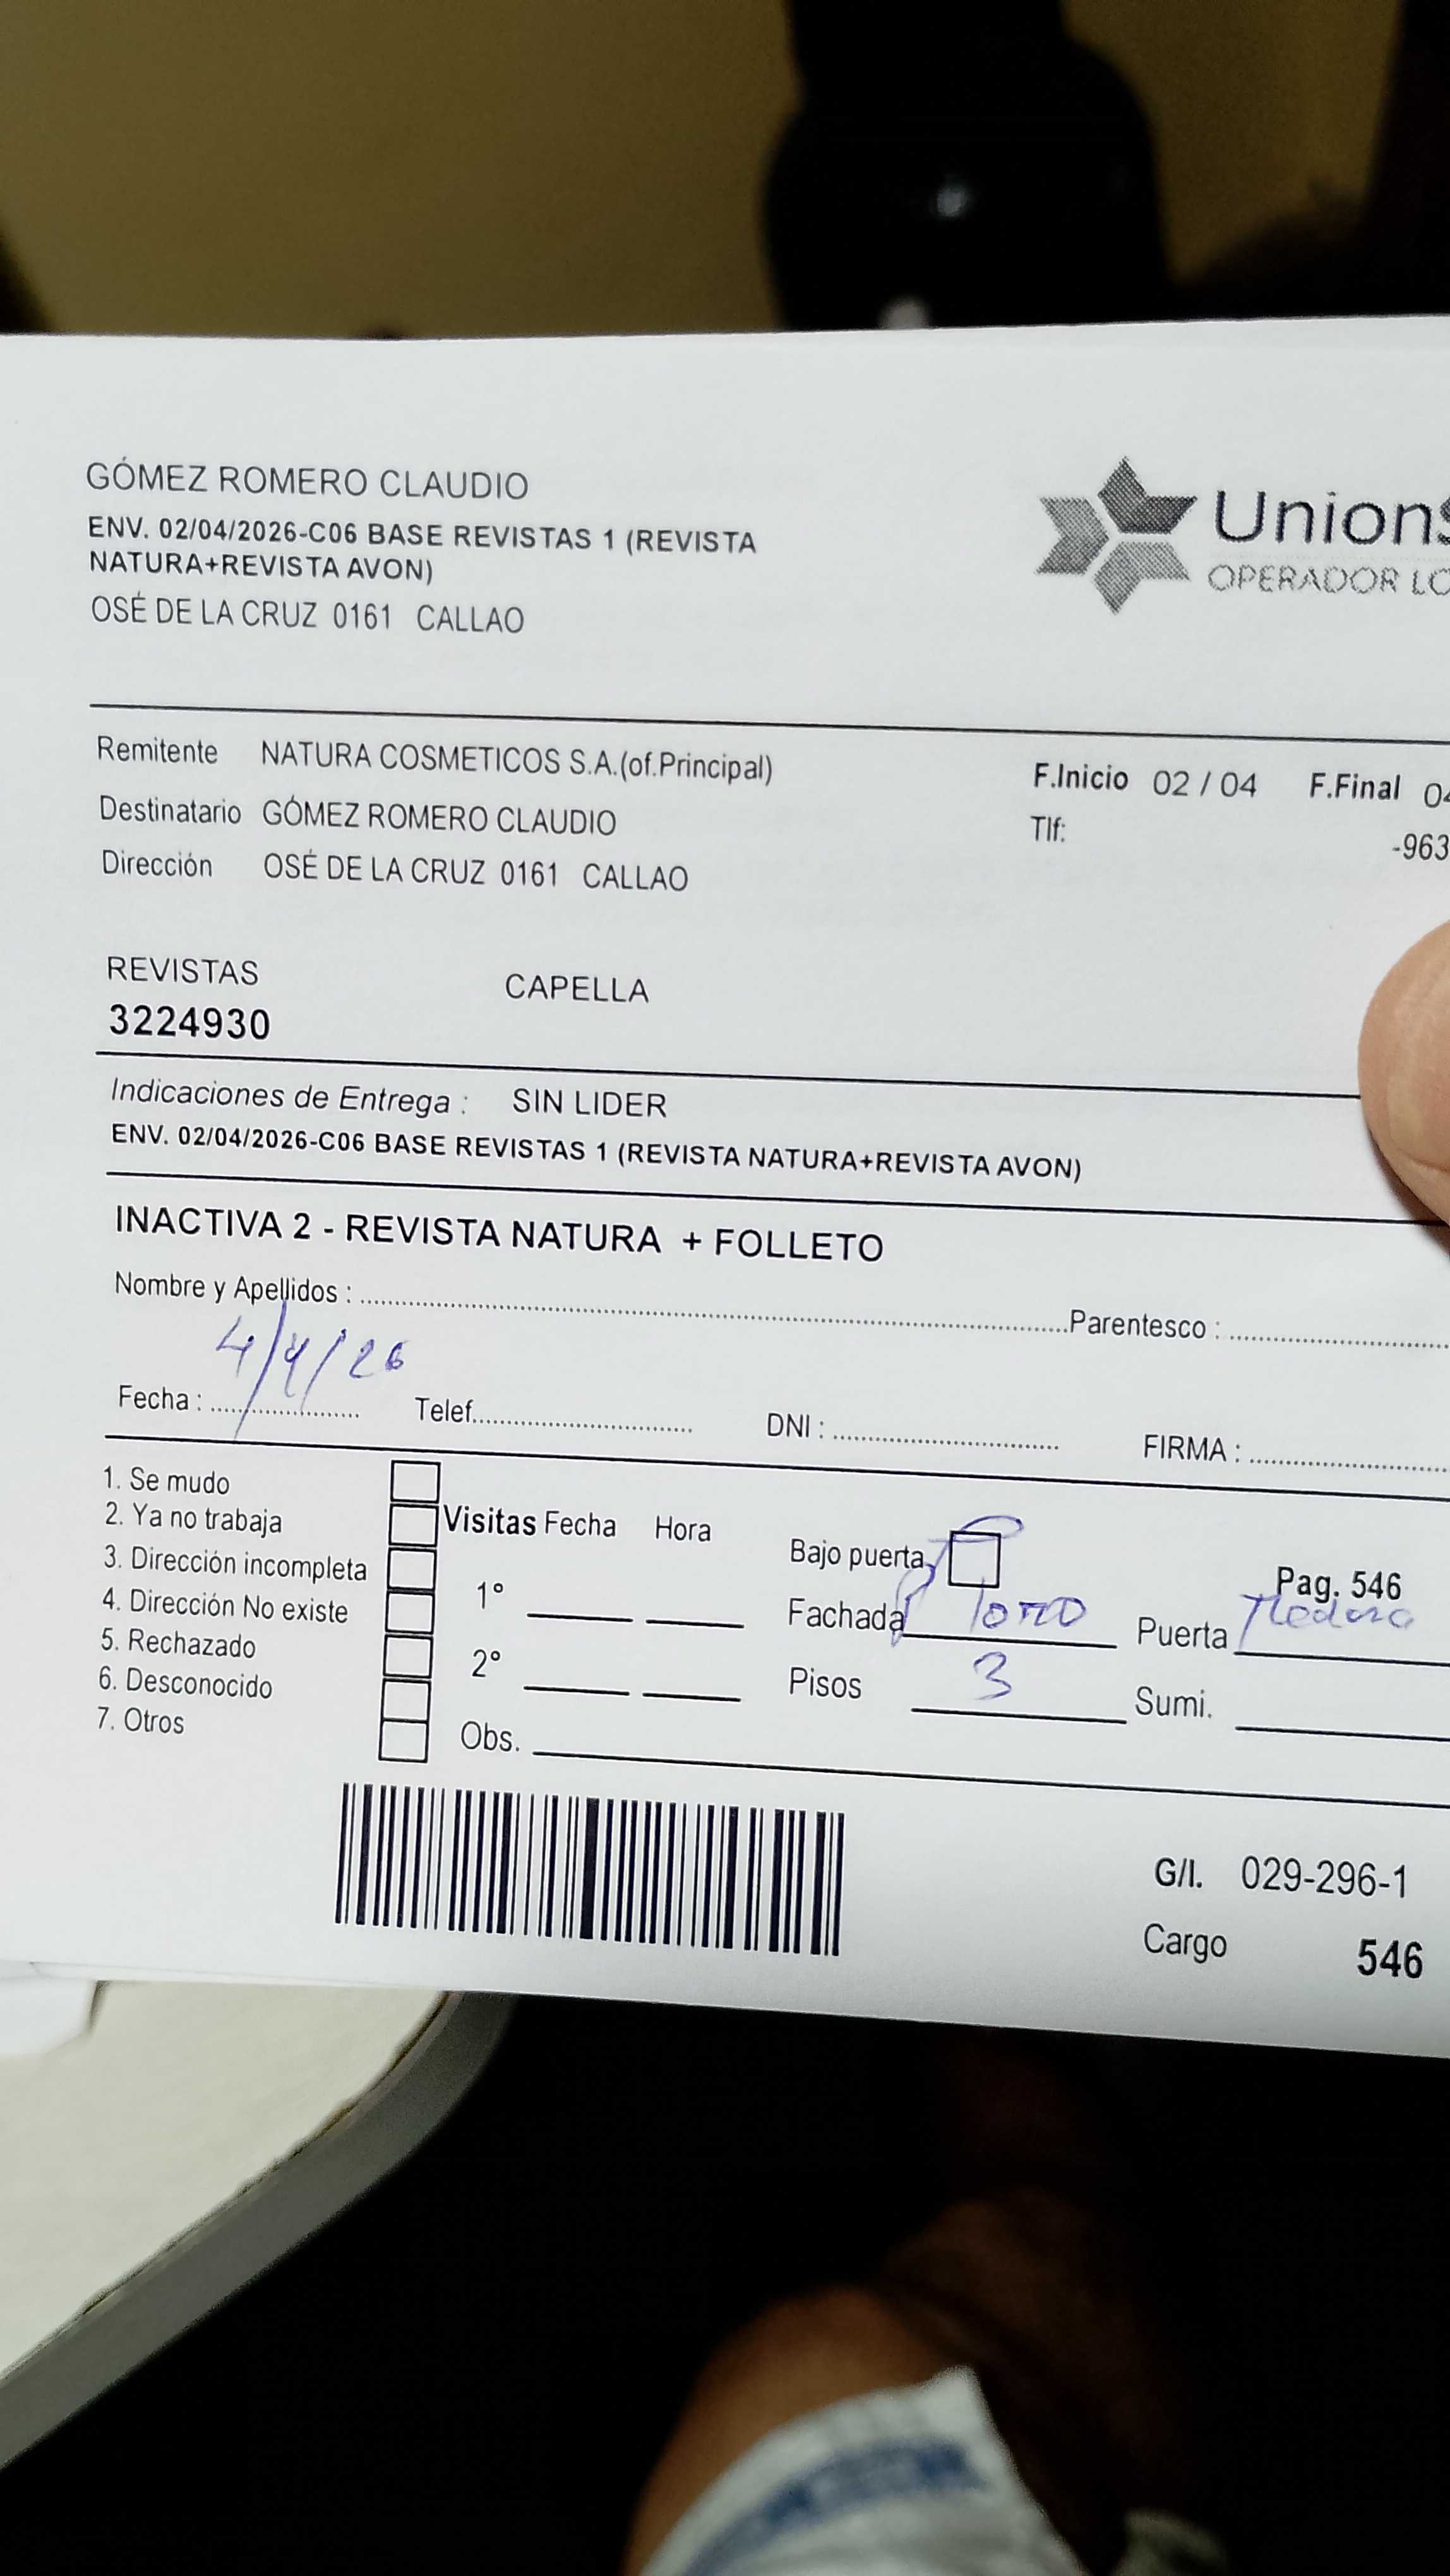 GÓMEZ ROMERO CLAUDIO
ENV. 02/04/2026-C06 BASE REVISTAS 1 (REVISTA
NATURA+REVISTA AVON)
OSÉ DE LA CRUZ 0161 CALLAO
Union
OPERADOR LO
Remitente NATURA COSMETICOS S.A.(of.Principal)
F.Inicio 02 / 04 F.Final 04
Destinatario GÓMEZ ROMERO CLAUDIO
Tlf: -963
Dirección OSÉ DE LA CRUZ 0161 CALLAO
REVISTAS CAPELLA
3224930
Indicaciones de Entrega : SIN LIDER
ENV. 02/04/2026-C06 BASE REVISTAS 1 (REVISTA NATURA+REVISTA AVON)
INACTIVA 2 - REVISTA NATURA + FOLLETO
Nombre y Apellidos : Parentesco :
Fecha : 4/4/26 Telef. DNI : FIRMA :
1. Se mudo
2. Ya no trabaja
3. Dirección incompleta
4. Dirección No existe
5. Rechazado
6. Desconocido
7. Otros
Visitas Fecha Hora
1°
2°
Obs.
Bajo puerta
Pag. 546
Fachada Puerta
Pisos 3 Sumi.
G/I. 029-296-1
Cargo 546